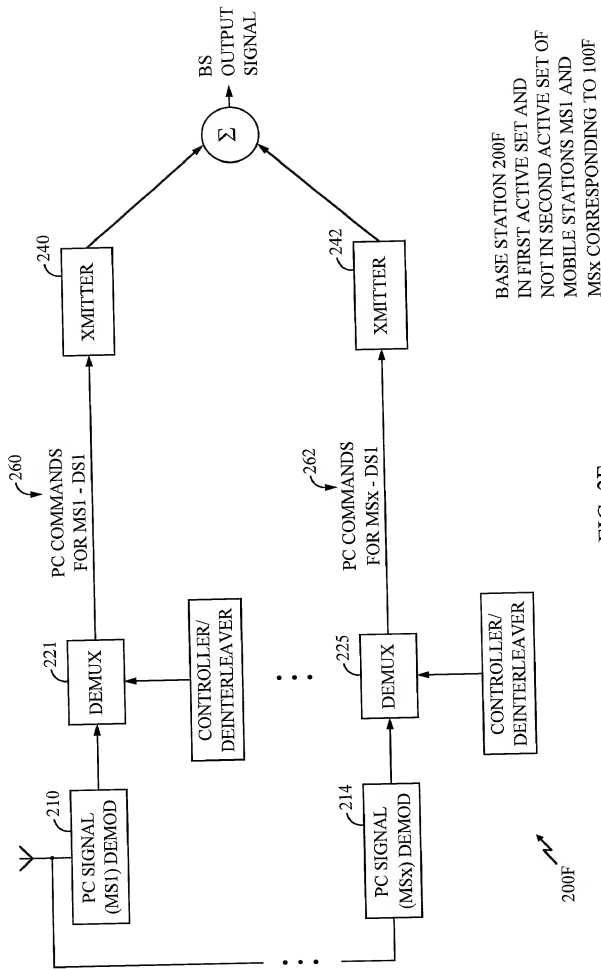 210
PC SIGNAL
(MS1) DEMOD
221
DEMUX
CONTROLLER/
DEINTERLEAVER
260
PC COMMANDS
FOR MS1 - DS1
240
XMITTER
Σ
BS
OUTPUT
SIGNAL
214
PC SIGNAL
(MSx) DEMOD
225
DEMUX
CONTROLLER/
DEINTERLEAVER
262
PC COMMANDS
FOR MSx - DS1
242
XMITTER
200F
BASE STATION 200F
IN FIRST ACTIVE SET AND
NOT IN SECOND ACTIVE SET OF
MOBILE STATIONS MS1 AND
MSx CORRESPONDING TO 100F